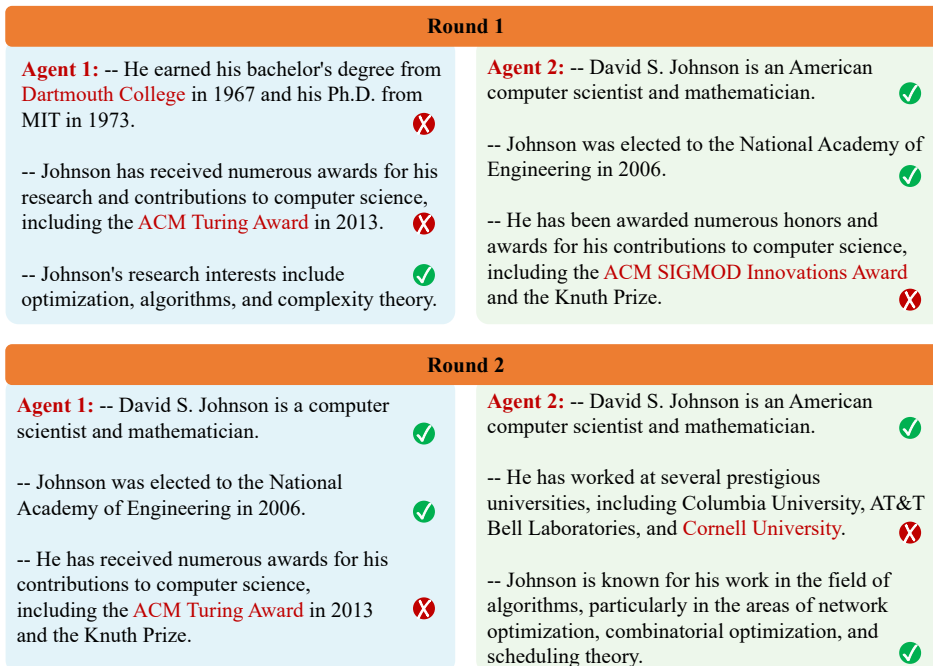 Round 1
Agent 1: -- He earned his bachelor's degree from
Dartmouth College in 1967 and his Ph.D. from
MIT in 1973.
-- Johnson has received numerous awards for his
research and contributions to computer science,
including the ACM Turing Award in 2013.
-- Johnson's research interests include
optimization, algorithms, and complexity theory.
Agent 2: -- David S. Johnson is an American
computer scientist and mathematician.
-- Johnson was elected to the National Academy of
Engineering in 2006.
-- He has been awarded numerous honors and
awards for his contributions to computer science,
including the ACM SIGMOD Innovations Award
and the Knuth Prize.
Round 2
Agent 1: -- David S. Johnson is a computer
scientist and mathematician.
-- Johnson was elected to the National
Academy of Engineering in 2006.
-- He has received numerous awards for his
contributions to computer science,
including the ACM Turing Award in 2013
and the Knuth Prize.
Agent 2: -- David S. Johnson is an American
computer scientist and mathematician.
-- He has worked at several prestigious
universities, including Columbia University, AT&T
Bell Laboratories, and Cornell University.
-- Johnson is known for his work in the field of
algorithms, particularly in the areas of network
optimization, combinatorial optimization, and
scheduling theory.